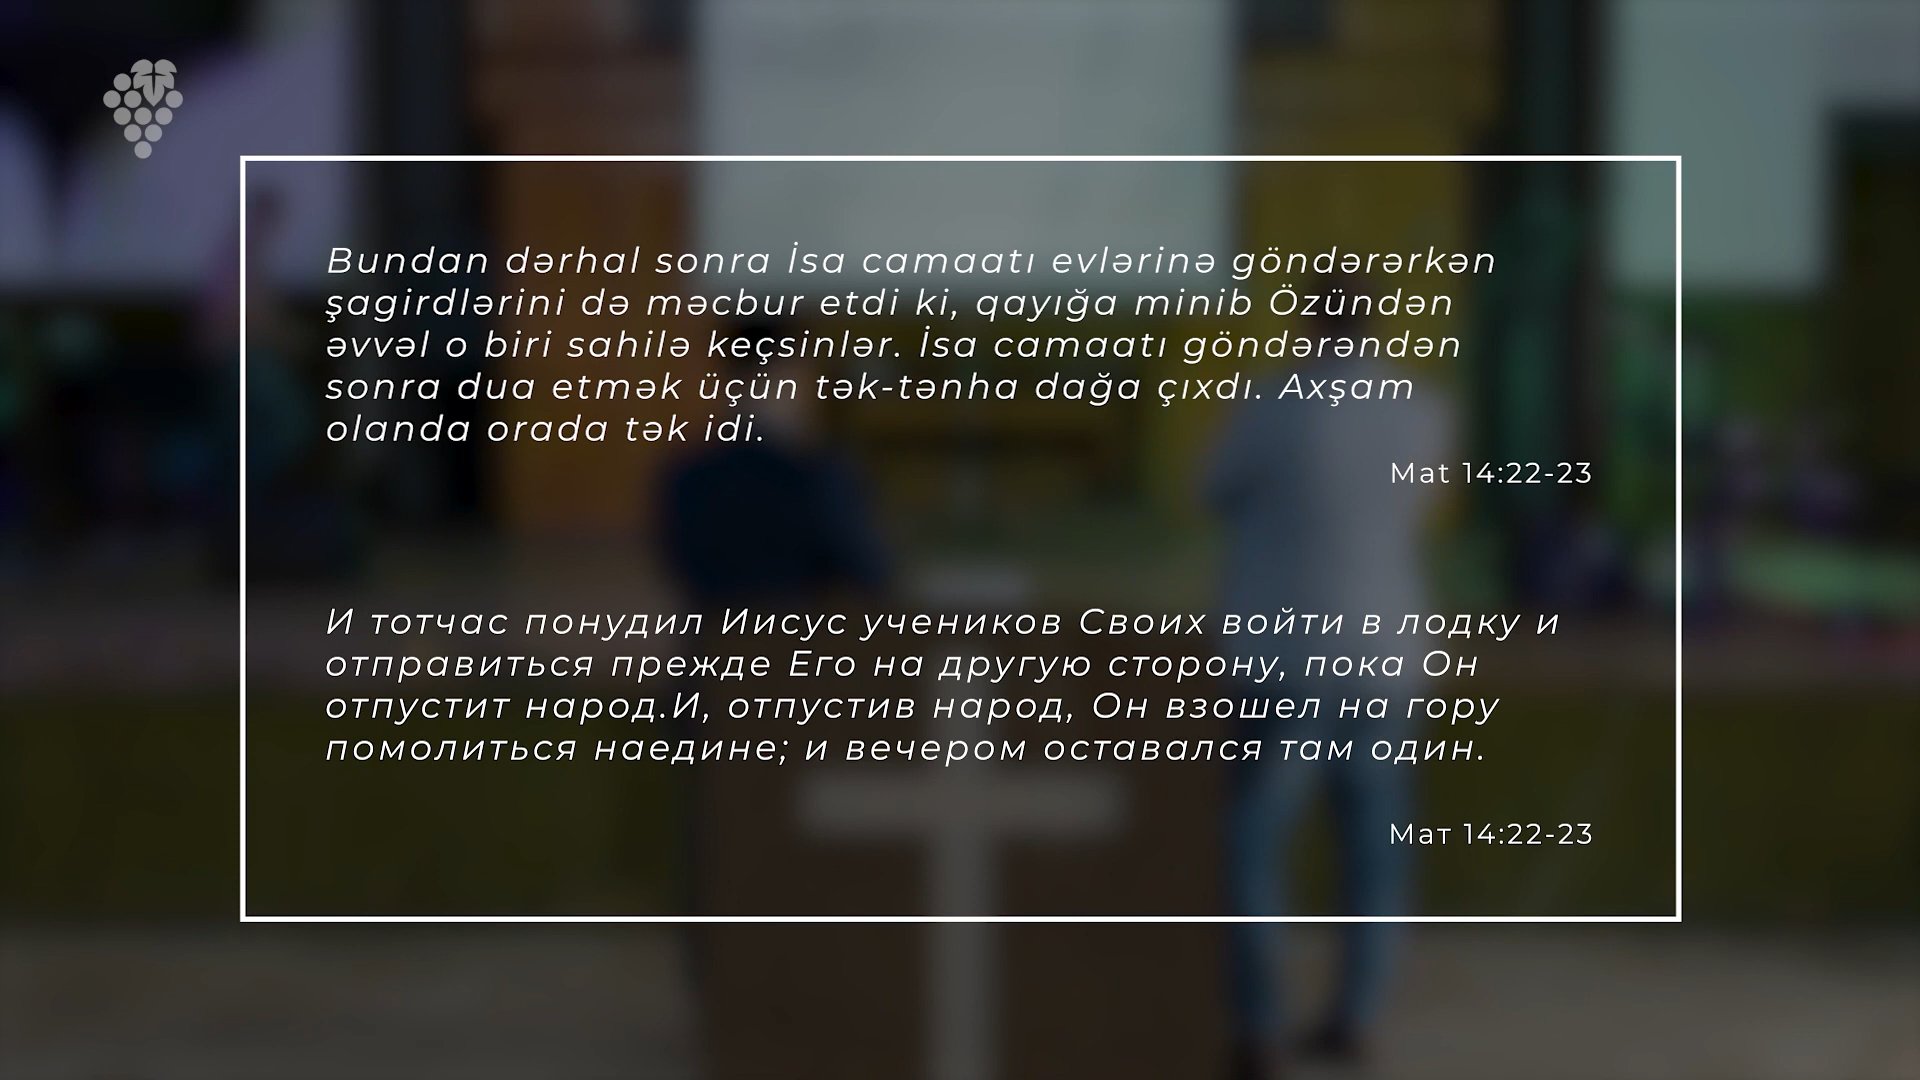 Bundan dərhal sonra İsa camaatı evlərinə göndərərkən
şagirdlərini də məcbur etdi ki, qayığa minib Özündən
əvvəl o biri sahilə keçsinlər. İsa camaatı göndərəndən
sonra dua etmək üçün tək-tənha dağa çıxdı. Axşam
olanda orada tək idi.
Mat 14:22-23
И тотчас понудил Иисус учеников Своих войти в лодку и
отправиться прежде Его на другую сторону, пока Он
отпустит народ.И, отпустив народ, Он взошел на гору
помолиться наедине; и вечером оставался там один.
Мат 14:22-23